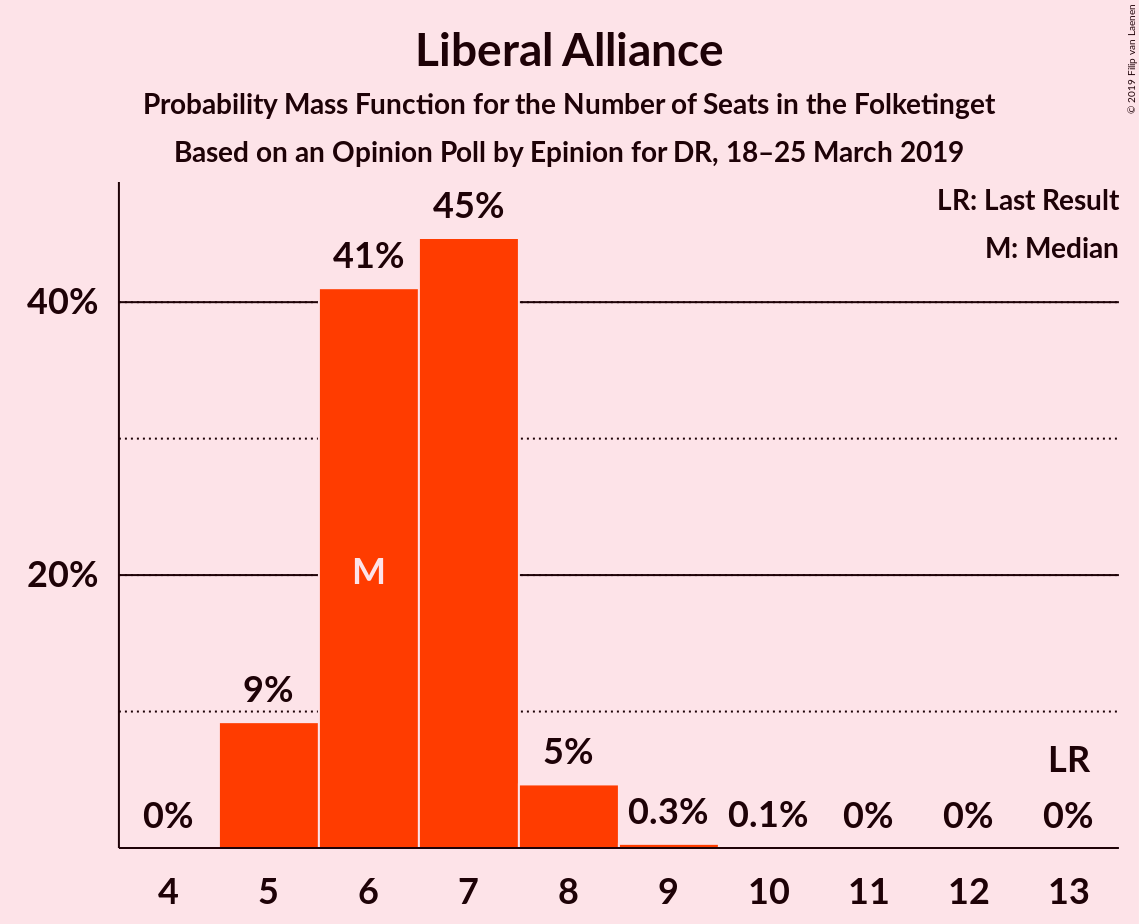 Liberal Alliance
Probability Mass Function for the Number of Seats in the Folketinget
Based on an Opinion Poll by Epinion for DR, 18–25 March 2019
© 2019 Filip van Laenen
LR: Last Result
M: Median
45%
41%
40%
M
20%
9%
5%
LR
0%
0.3%
0.1%
0%
0%
0%
4
5
6
7
8
9
10
11
12
13